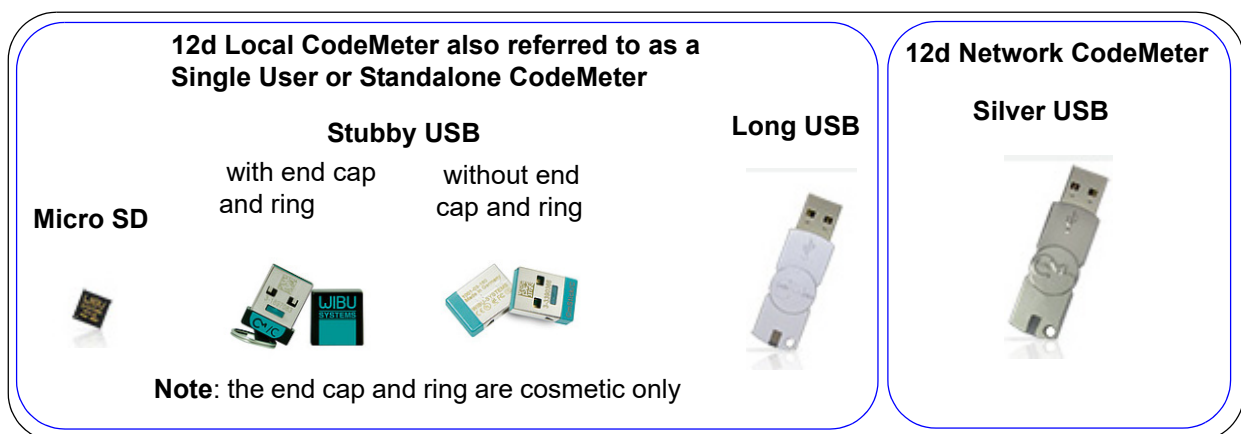 12d Local CodeMeter also referred to as a
Single User or Standalone CodeMeter
Stubby USB
with end cap
and ring
without end
cap and ring
Micro SD
Long USB
WIBU
SYSTEMS
Note: the end cap and ring are cosmetic only
12d Network CodeMeter
Silver USB